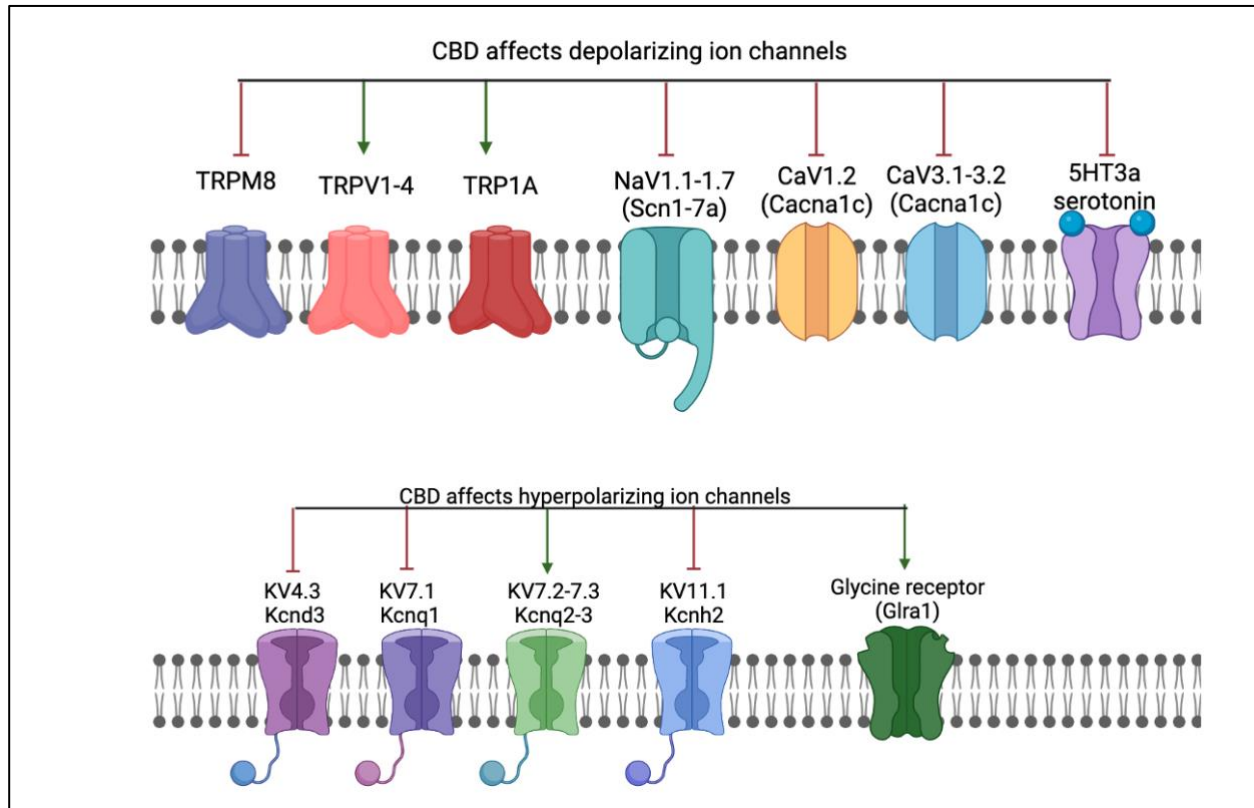 CBD affects depolarizing ion channels
TRPM8
TRPV1-4
TRP1A
NaV1.1-1.7
(Scn1-7a)
CaV1.2
(Cacna1c)
CaV3.1-3.2
(Cacna1c)
5HT3a
serotonin
CBD affects hyperpolarizing ion channels
KV4.3
Kcnd3
KV7.1
Kcnq1
KV7.2-7.3
Kcnq2-3
KV11.1
Kcnh2
Glycine receptor
(Glra1)